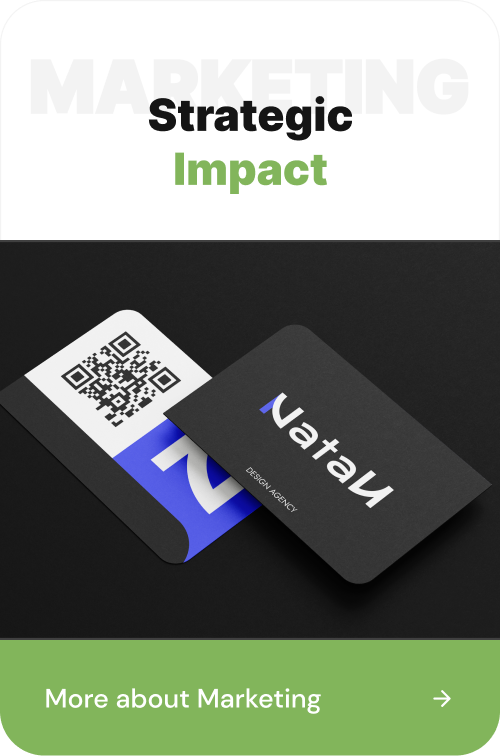 MARKETING
Strategic
Impact
N
NataN
DESIGN AGENCY
More about Marketing